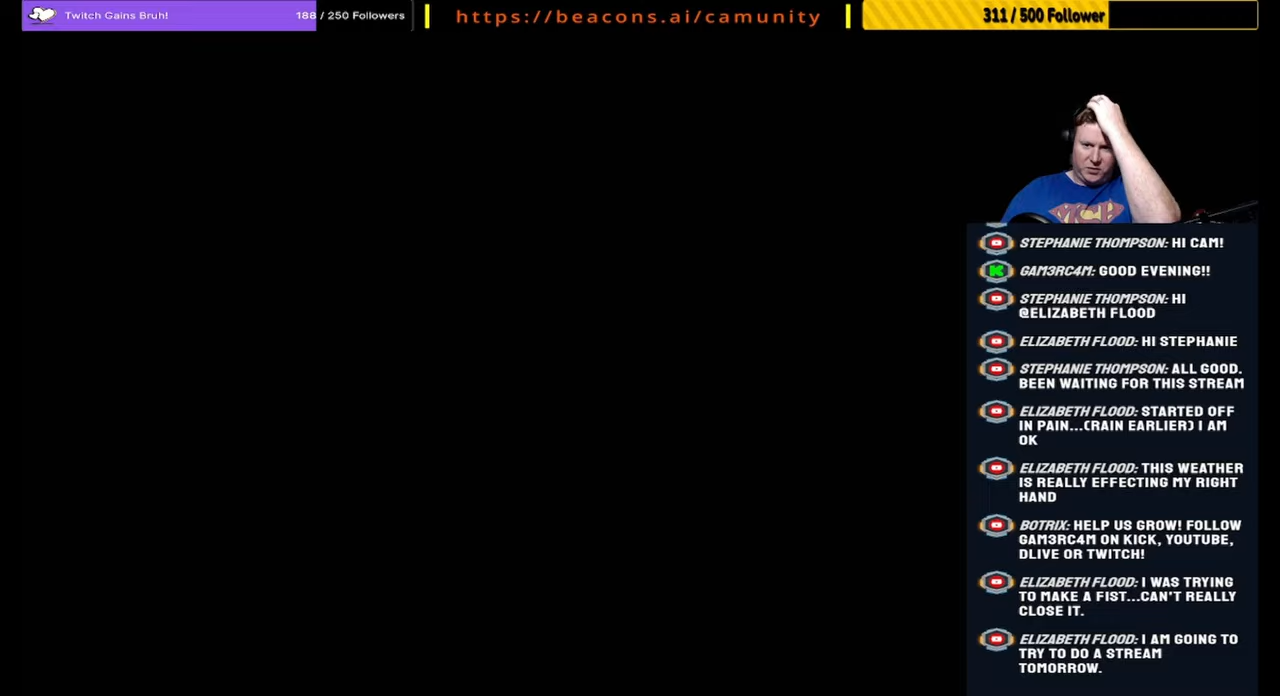 Twitch Gains Bruh!
188 / 250 Followers
https://beacons.ai/camunity
311 / 500 Follower
MCH
STEPHANIE THOMPSON: HI CAM!
GAM3RC4M: GOOD EVENING!!
STEPHANIE THOMPSON: HI
@ELIZABETH FLOOD
ELIZABETH FLOOD: HI STEPHANIE
STEPHANIE THOMPSON: ALL GOOD.
BEEN WAITING FOR THIS STREAM
ELIZABETH FLOOD: STARTED OFF
IN PAIN...(RAIN EARLIER) I AM
OK
ELIZABETH FLOOD: THIS WEATHER
IS REALLY EFFECTING MY RIGHT
HAND
BOTRIX: HELP US GROW! FOLLOW
GAM3RC4M ON KICK, YOUTUBE,
DLIVE OR TWITCH!
ELIZABETH FLOOD: I WAS TRYING
TO MAKE A FIST...CAN'T REALLY
CLOSE IT.
ELIZABETH FLOOD: I AM GOING TO
TRY TO DO A STREAM
TOMORROW.